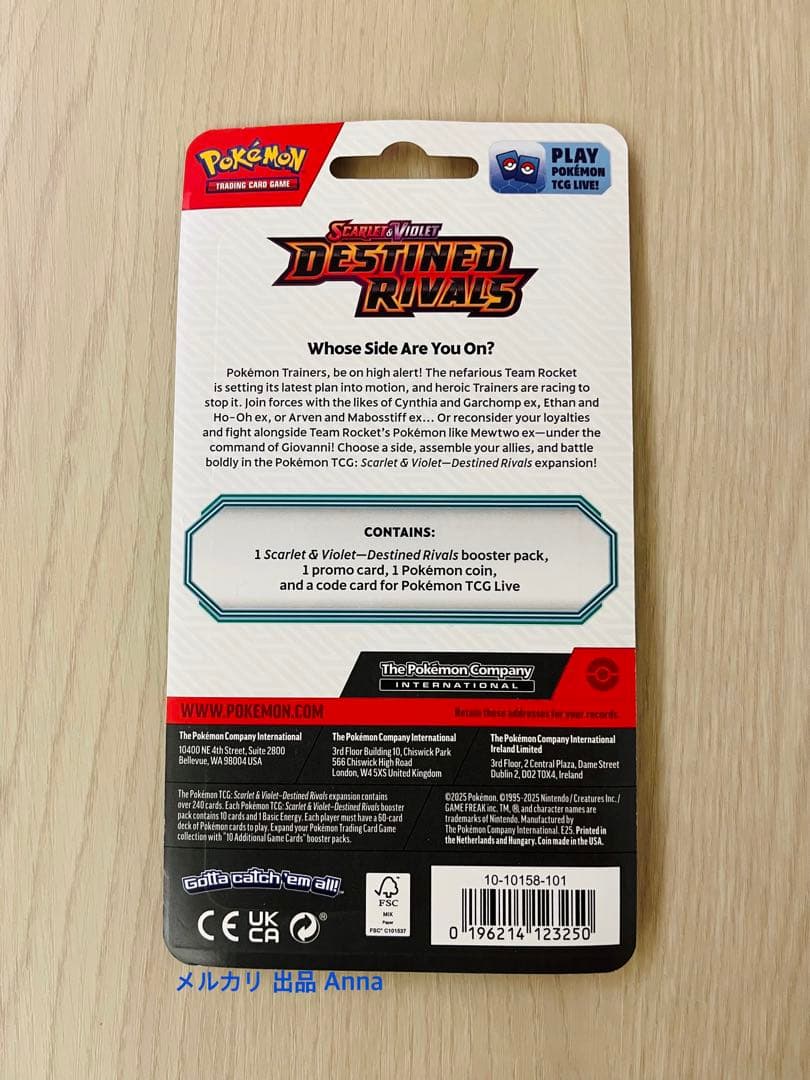 POKéMON
TRADING CARD GAME
PLAY
POKÉMON
TCG LIVE!
SCARLET & VIOLET
DESTINED
RIVALS
Whose Side Are You On?
Pokémon Trainers, be on high alert! The nefarious Team Rocket
is setting its latest plan into motion, and heroic Trainers are racing to
stop it. Join forces with the likes of Cynthia and Garchomp ex, Ethan and
Ho-Oh ex, or Arven and Mabosstiff ex... Or reconsider your loyalties
and fight alongside Team Rocket's Pokémon like Mewtwo ex—under the
command of Giovanni! Choose a side, assemble your allies, and battle
boldly in the Pokémon TCG: Scarlet & Violet—Destined Rivals expansion!
CONTAINS:
1 Scarlet & Violet—Destined Rivals booster pack,
1 promo card, 1 Pokémon coin,
and a code card for Pokémon TCG Live
The Pokémon Company
INTERNATIONAL
WWW.POKEMON.COM
Retain these addresses for your records.
The Pokémon Company International
10400 NE 4th Street, Suite 2800
Bellevue, WA 98004 USA
The Pokémon Company International
3rd Floor Building 10, Chiswick Park
566 Chiswick High Road
London, W4 5XS United Kingdom
The Pokémon Company International
Ireland Limited
3rd Floor, 2 Central Plaza, Dame Street
Dublin 2, D02 T0X4, Ireland
The Pokémon TCG: Scarlet & Violet—Destined Rivals expansion contains
over 240 cards. Each Pokémon TCG: Scarlet & Violet—Destined Rivals booster
pack contains 10 cards and 1 Basic Energy. Each player must have a 60-card
deck of Pokémon cards to play. Expand your Pokémon Trading Card Game
collection with "10 Additional Game Cards" booster packs.
©2025 Pokémon. ©1995-2025 Nintendo / Creatures Inc. /
GAME FREAK inc. TM, ®, and character names are
trademarks of Nintendo. Manufactured by
The Pokémon Company International. E25. Printed in
the Netherlands and Hungary. Coin made in the USA.
Gotta catch 'em all!™
CE UK
CA ®
FSC
MIX
Paper
FSC® C101537
10-10158-101
0 196214 123250
メルカリ 出品 Anna